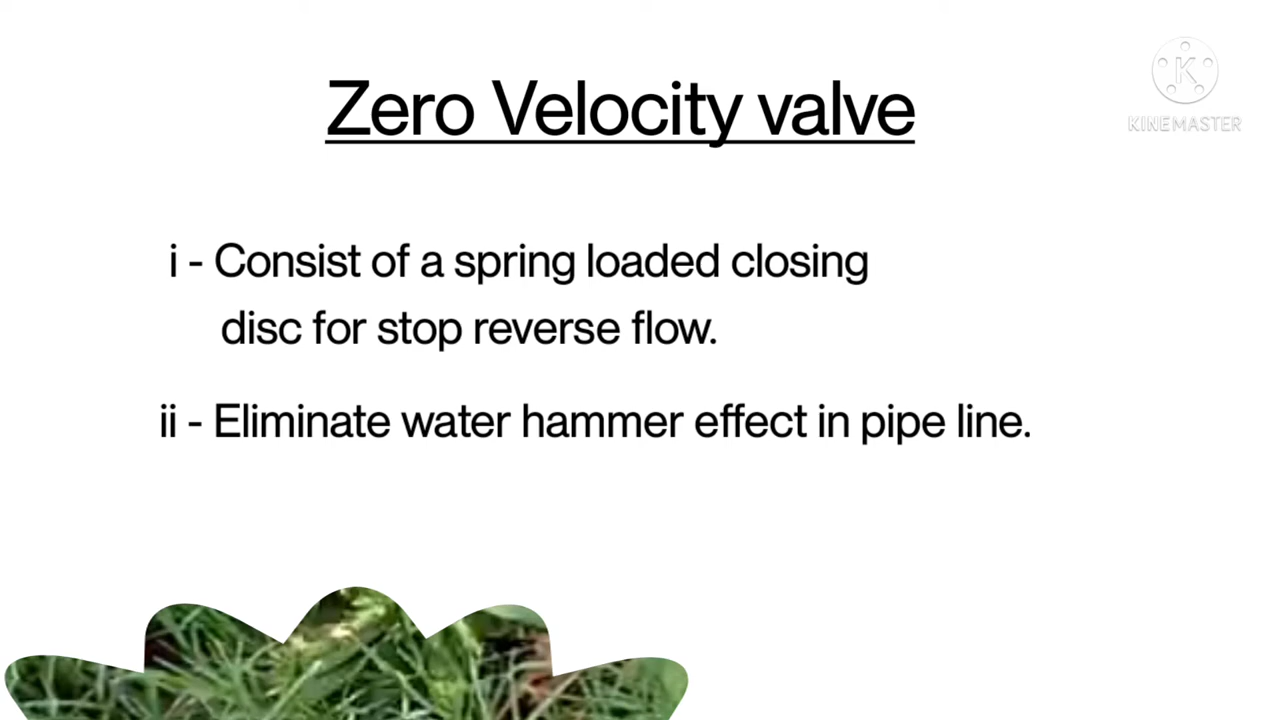 Zero Velocity valve
K
KINEMASTER
i - Consist of a spring loaded closing
disc for stop reverse flow.
ii - Eliminate water hammer effect in pipe line.